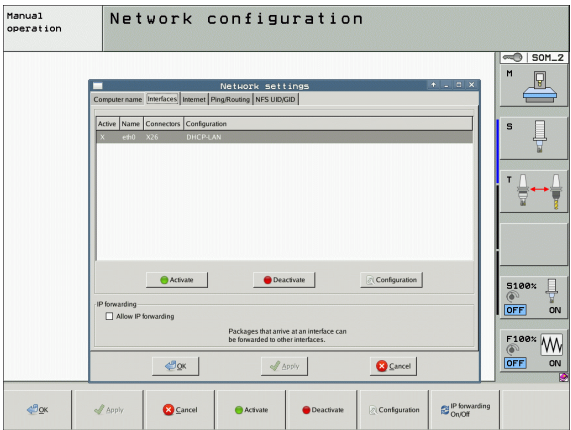 Manual operation
Network configuration
SOM_2
M
Network settings
Computer name Interfaces Internet Ping/Routing NFS UID/GID
Active Name Connectors Configuration
X eth0 X26 DHCP-LAN
S
T
Activate Deactivate Configuration
IP forwarding
Allow IP forwarding
Packages that arrive at an interface can
be forwarded to other interfaces.
OK Apply Cancel
S100%
OFF ON
F100%
OFF ON
OK Apply Cancel Activate Deactivate Configuration IP forwarding On/Off